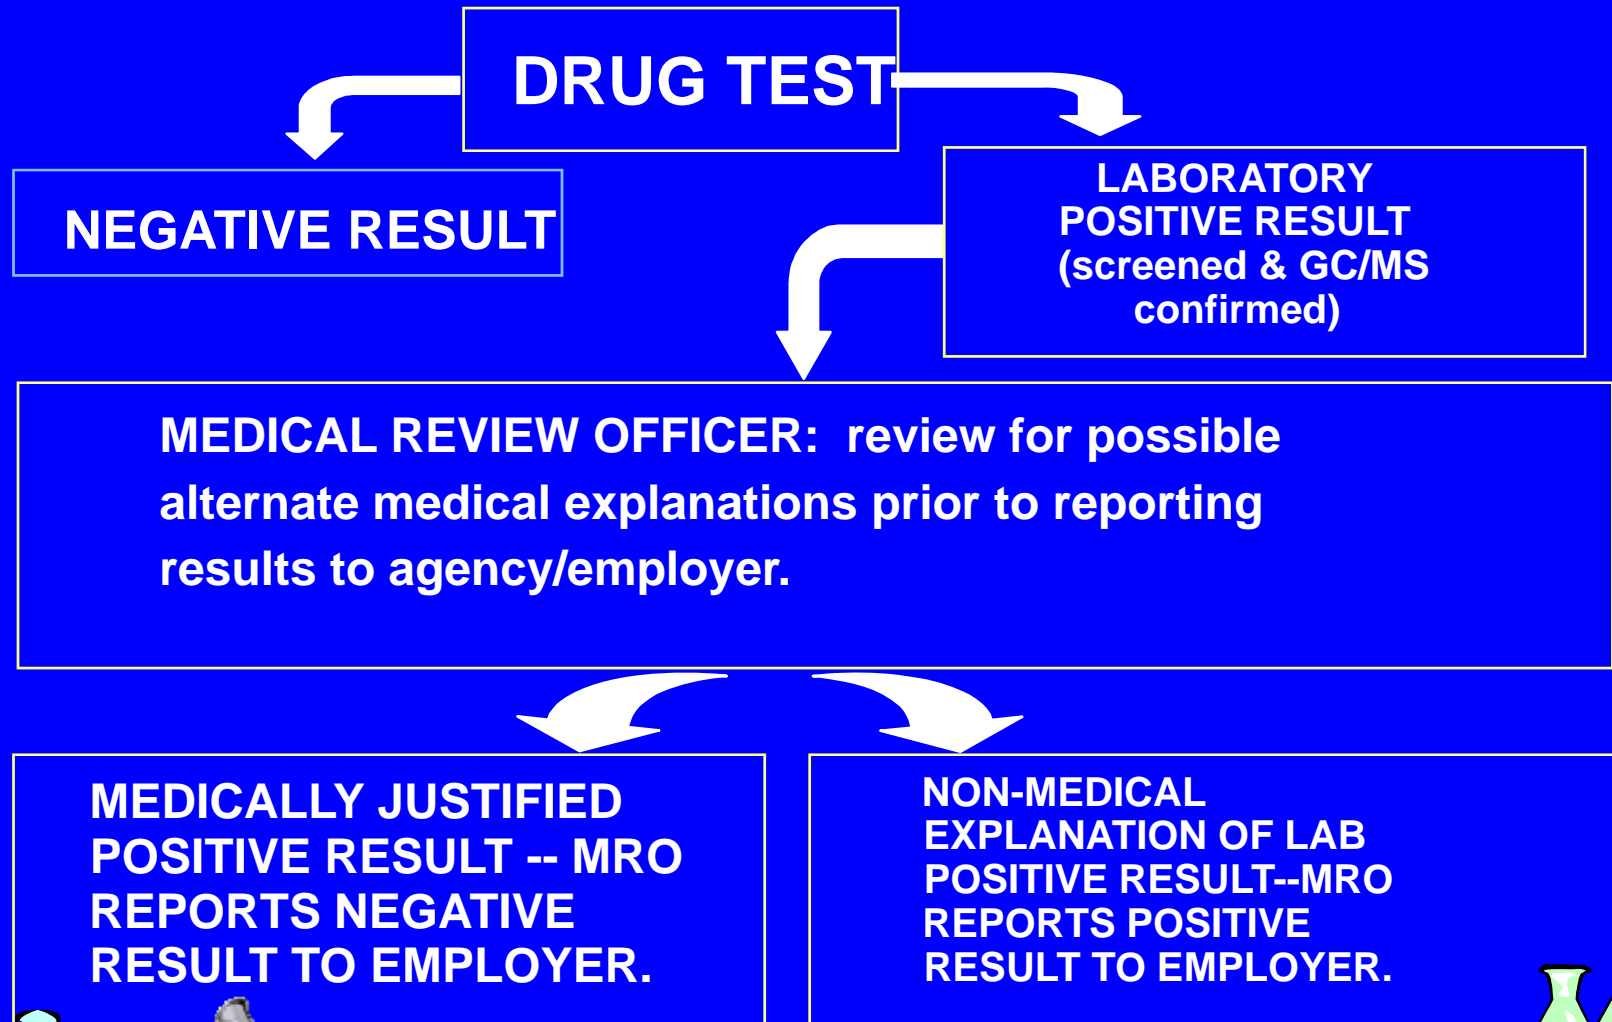 DRUG TEST
NEGATIVE RESULT
LABORATORY
POSITIVE RESULT
(screened & GC/MS
confirmed)
MEDICAL REVIEW OFFICER: review for possible
alternate medical explanations prior to reporting
results to agency/employer.
MEDICALLY JUSTIFIED
POSITIVE RESULT -- MRO
REPORTS NEGATIVE
RESULT TO EMPLOYER.
NON-MEDICAL
EXPLANATION OF LAB
POSITIVE RESULT--MRO
REPORTS POSITIVE
RESULT TO EMPLOYER.